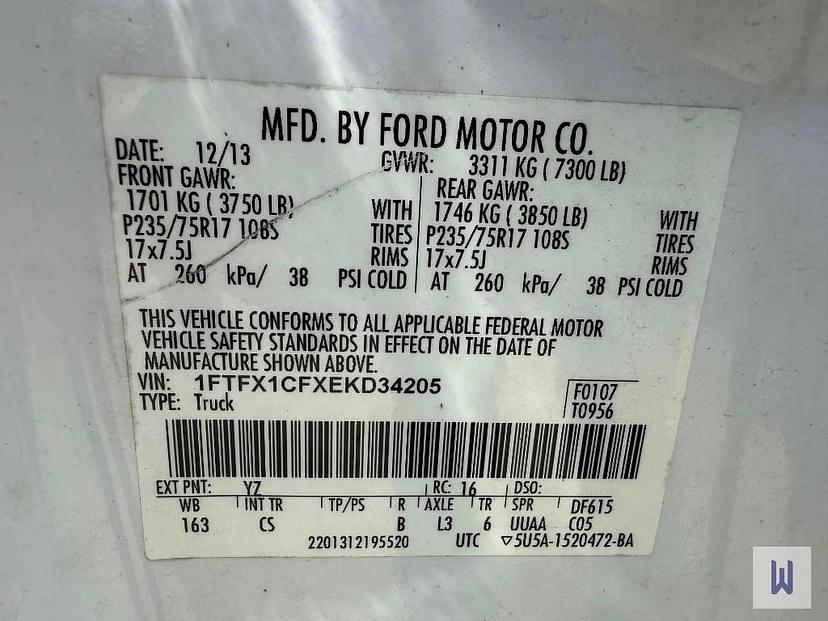 MFD. BY FORD MOTOR CO.
DATE: 12/13 GVWR: 3311 KG ( 7300 LB)
FRONT GAWR: REAR GAWR:
1701 KG ( 3750 LB) WITH 1746 KG ( 3850 LB) WITH
P235/75R17 108S TIRES P235/75R17 108S TIRES
17x7.5J RIMS 17x7.5J RIMS
AT 260 kPa/ 38 PSI COLD AT 260 kPa/ 38 PSI COLD
THIS VEHICLE CONFORMS TO ALL APPLICABLE FEDERAL MOTOR
VEHICLE SAFETY STANDARDS IN EFFECT ON THE DATE OF
MANUFACTURE SHOWN ABOVE.
VIN: 1FTFX1CFXEKD34205 F0107
TYPE: Truck T0956
EXT PNT: YZ RC: 16 DSO:
WB INT TR TP/PS R AXLE TR SPR DF615
163 CS B L3 6 UUAA C05
2201312195520 UTC ▽5U5A-1520472-BA
W